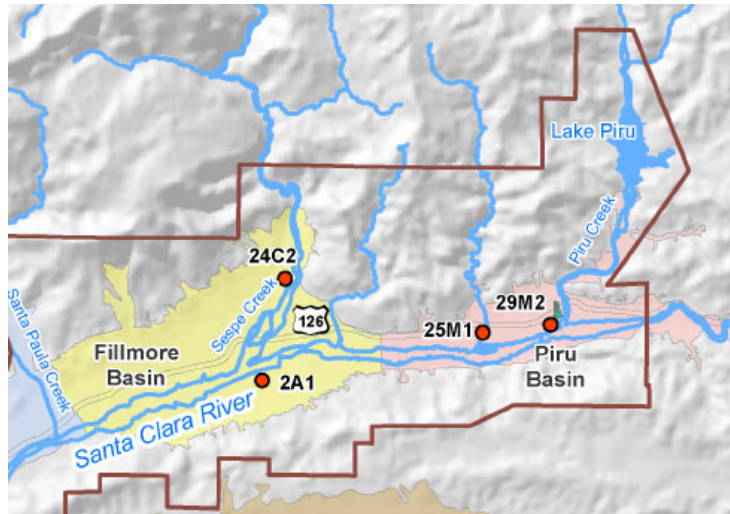 Lake Piru
Piru Creek
24C2
Sespe Creek
126
29M2
25M1
Santa Paula Creek
Fillmore
Basin
Piru
Basin
2A1
Santa Clara River